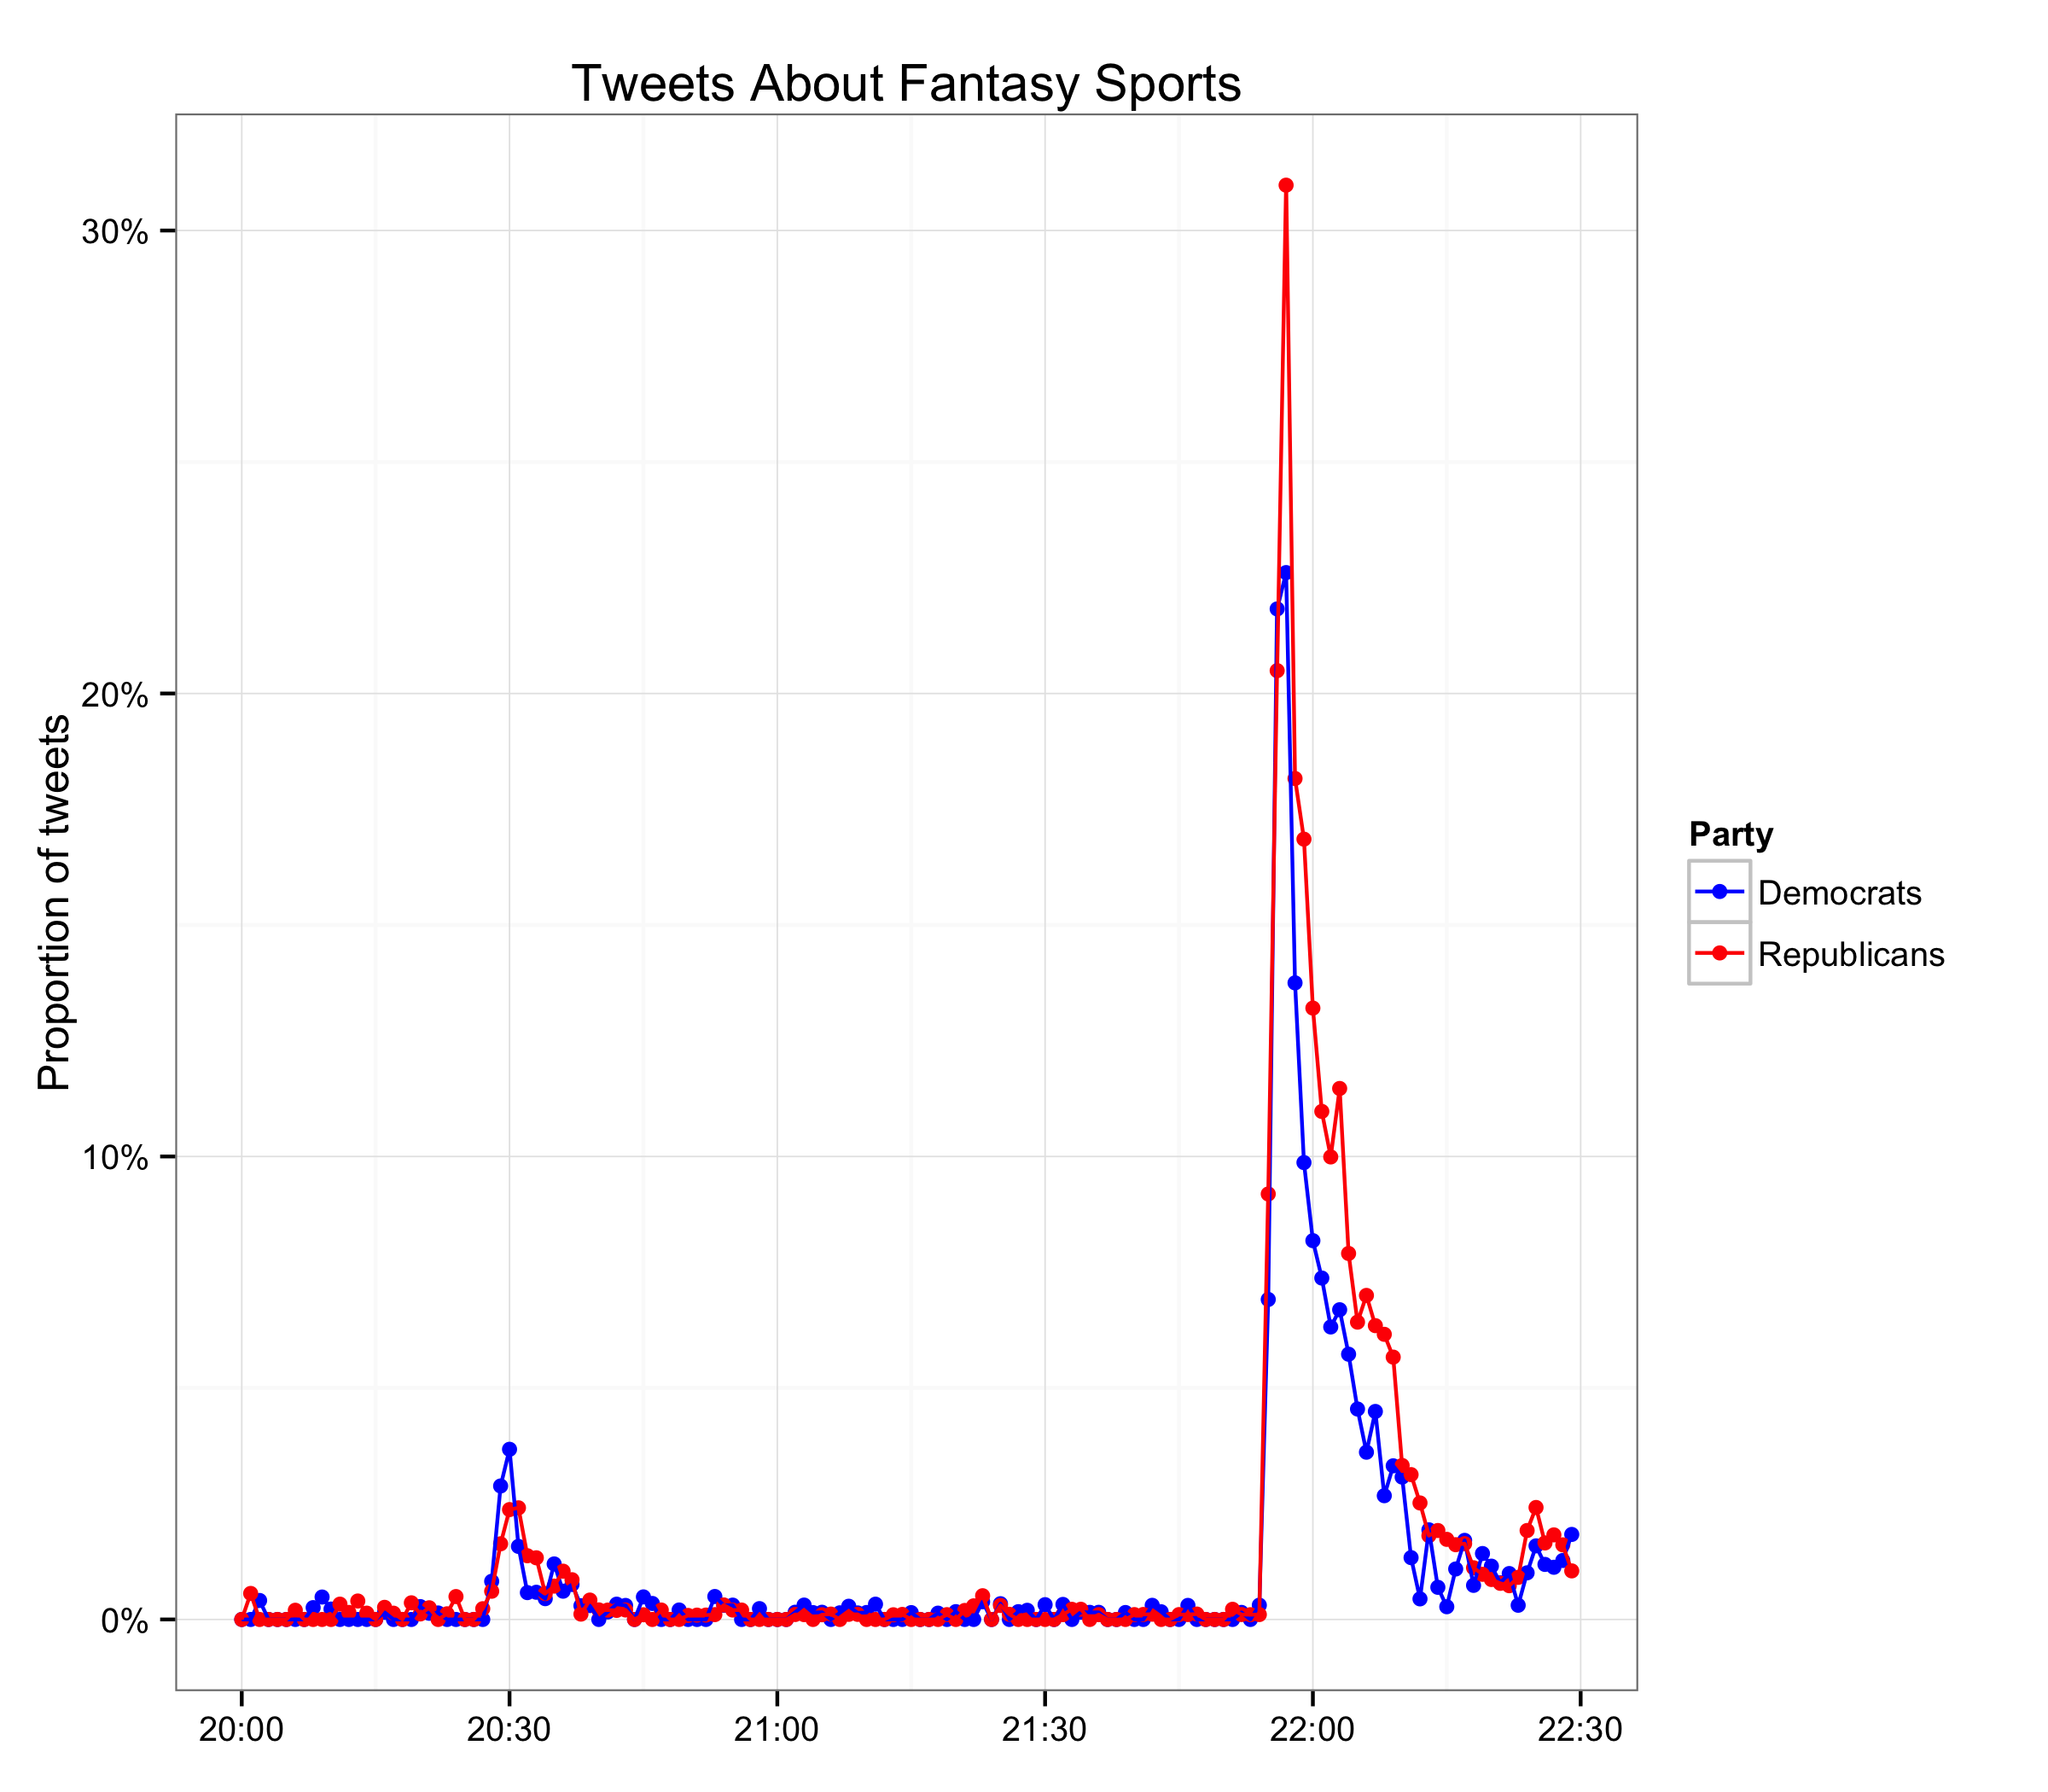 Tweets About Fantasy Sports
Proportion of tweets
30%
20%
10%
0%
20:00 20:30 21:00 21:30 22:00 22:30
Party
Democrats
Republicans